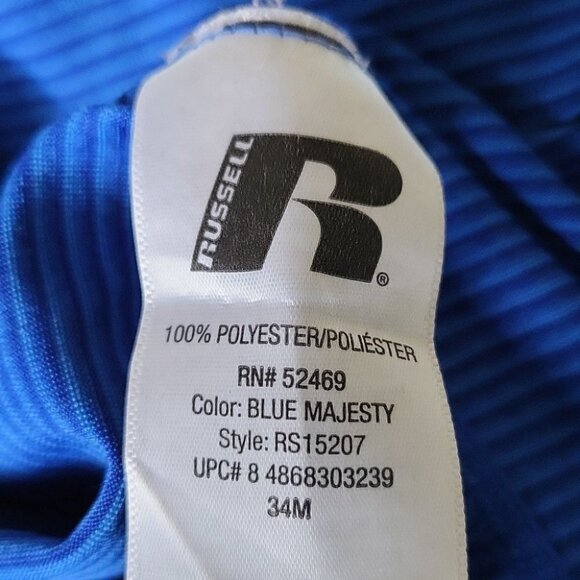 RUSSELL
R®
100% POLYESTER/POLIÉSTER
RN# 52469
Color: BLUE MAJESTY
Style: RS15207
UPC# 8 4868303239
34M